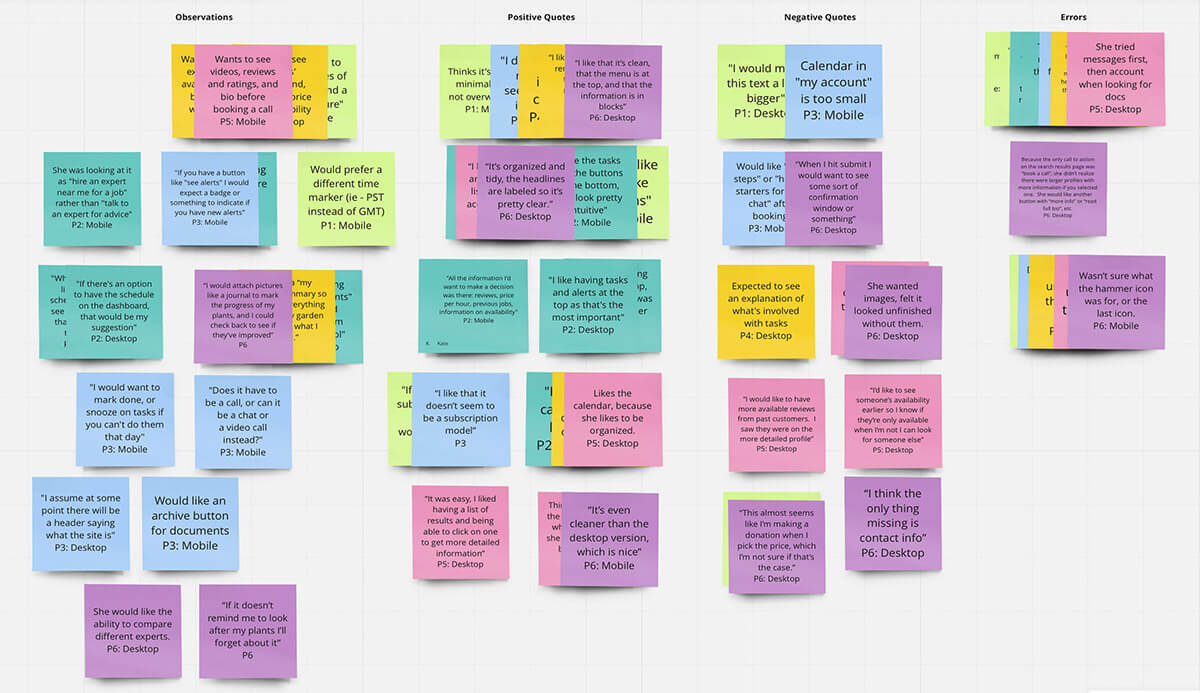 Observations
Positive Quotes
Negative Quotes
Errors
Wants to see
videos, reviews
and ratings, and
bio before
booking a call
P5: Mobile
She was looking at it
as "hire an expert
near me for a job"
rather than "talk to
an expert for advice"
P2: Mobile
"If you have a button
like "see alerts" I would
expect a badge or
something to indicate if
you have new alerts"
P3: Mobile
Would prefer a
different time
marker (ie - PST
instead of GMT)
P1: Mobile
"If there's an option
to have the schedule
on the dashboard,
that would be my
suggestion"
P2: Desktop
"I would attach pictures
like a journal to mark
the progress of my
plants, and I could
check back to see if
they've improved"
P6
"I would want to
mark done, or
snooze on tasks if
you can't do them
that day"
P3: Mobile
"Does it have to
be a call, or can it
be a chat or
a video call
instead?"
P3: Mobile
"I assume at some
point there will be
a header saying
what the site is"
P3: Desktop
Would like an
archive button
for documents
P3: Mobile
She would like the
ability to compare
different experts.
P6: Desktop
"If it doesn't
remind me to look
after my plants I'll
forget about it"
P6
Thinks it's
minimal
not over
P1: M
"I like that it's clean,
that the menu is at
the top, and that the
information is in
blocks"
P6: Desktop
"It's organized and
tidy, the headlines
are labeled so it's
pretty clear."
P6: Desktop
e the tasks
the buttons
the bottom,
look pretty
ntuitive"
: Mobile
"All the information I'd
want to make a decision
was there: reviews, price
per hour, previous jobs,
information on availability"
P2: Mobile
K Kate
"I like having tasks
and alerts at the
top as that's the
most important"
P2: Desktop
"I like that it
doesn't seem to
be a subscription
model"
P3
Likes the
calendar, because
she likes to be
organized.
P5: Desktop
"It was easy, I liked
having a list of
results and being
able to click on one
to get more detailed
information"
P5: Desktop
"It's even
cleaner than the
desktop version,
which is nice"
P6: Mobile
"I would m
this text a l
bigger"
P1: Deskt
Calendar in
"my account"
is too small
P3: Mobile
Would like
steps" or "h
starters for
chat" after
booking
P3: Mob
"When I hit submit I
would want to see
some sort of
confirmation
window or
something"
P6: Desktop
Expected to see
an explanation of
what's involved
with tasks
P4: Desktop
She wanted
images, felt it
looked unfinished
without them.
P6: Desktop
"I would like to have
more available reviews
from past customers. I
saw they were on the
more detailed profile"
P5: Desktop
"I'd like to see
someone's availability
earlier so I know if
they're only available
when I'm not I can look
for someone else"
P5: Desktop
"This almost seems
like I'm making a
donation when I
pick the price, which
I'm not sure if that's
the case."
P6: Desktop
"I think the
only thing
missing is
contact info"
P6: Desktop
She tried
messages first,
then account
when looking for
docs
P5: Desktop
Because the only call to action
on the search results page was
"book a call", she didn't realize
there were larger profiles with
more information if you selected
one. She would like another
button with "more info" or "read
full bio", etc.
P6: Desktop
Wasn't sure what
the hammer icon
was for, or the
last icon.
P6: Mobile